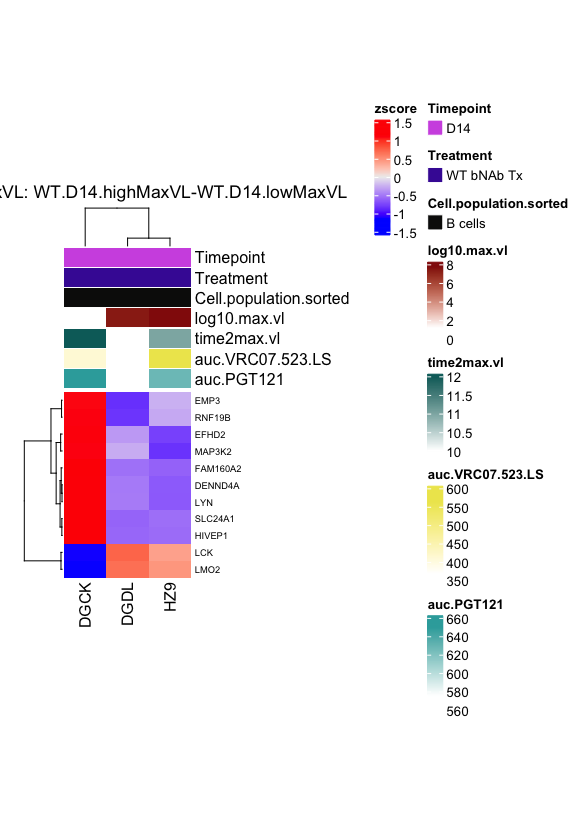 xVL: WT.D14.highMaxVL-WT.D14.lowMaxVL
Timepoint
Treatment
Cell.population.sorted
log10.max.vl
time2max.vl
auc.VRC07.523.LS
auc.PGT121
EMP3
RNF19B
EFHD2
MAP3K2
FAM160A2
DENND4A
LYN
SLC24A1
HIVEP1
LCK
LMO2
DGCK
DGDL
HZ9
zscore
1.5
1
0.5
0
-0.5
-1
-1.5
Timepoint
D14
Treatment
WT bNAb Tx
Cell.population.sorted
B cells
log10.max.vl
8
6
4
2
0
time2max.vl
12
11.5
11
10.5
10
auc.VRC07.523.LS
600
550
500
450
400
350
auc.PGT121
660
640
620
600
580
560